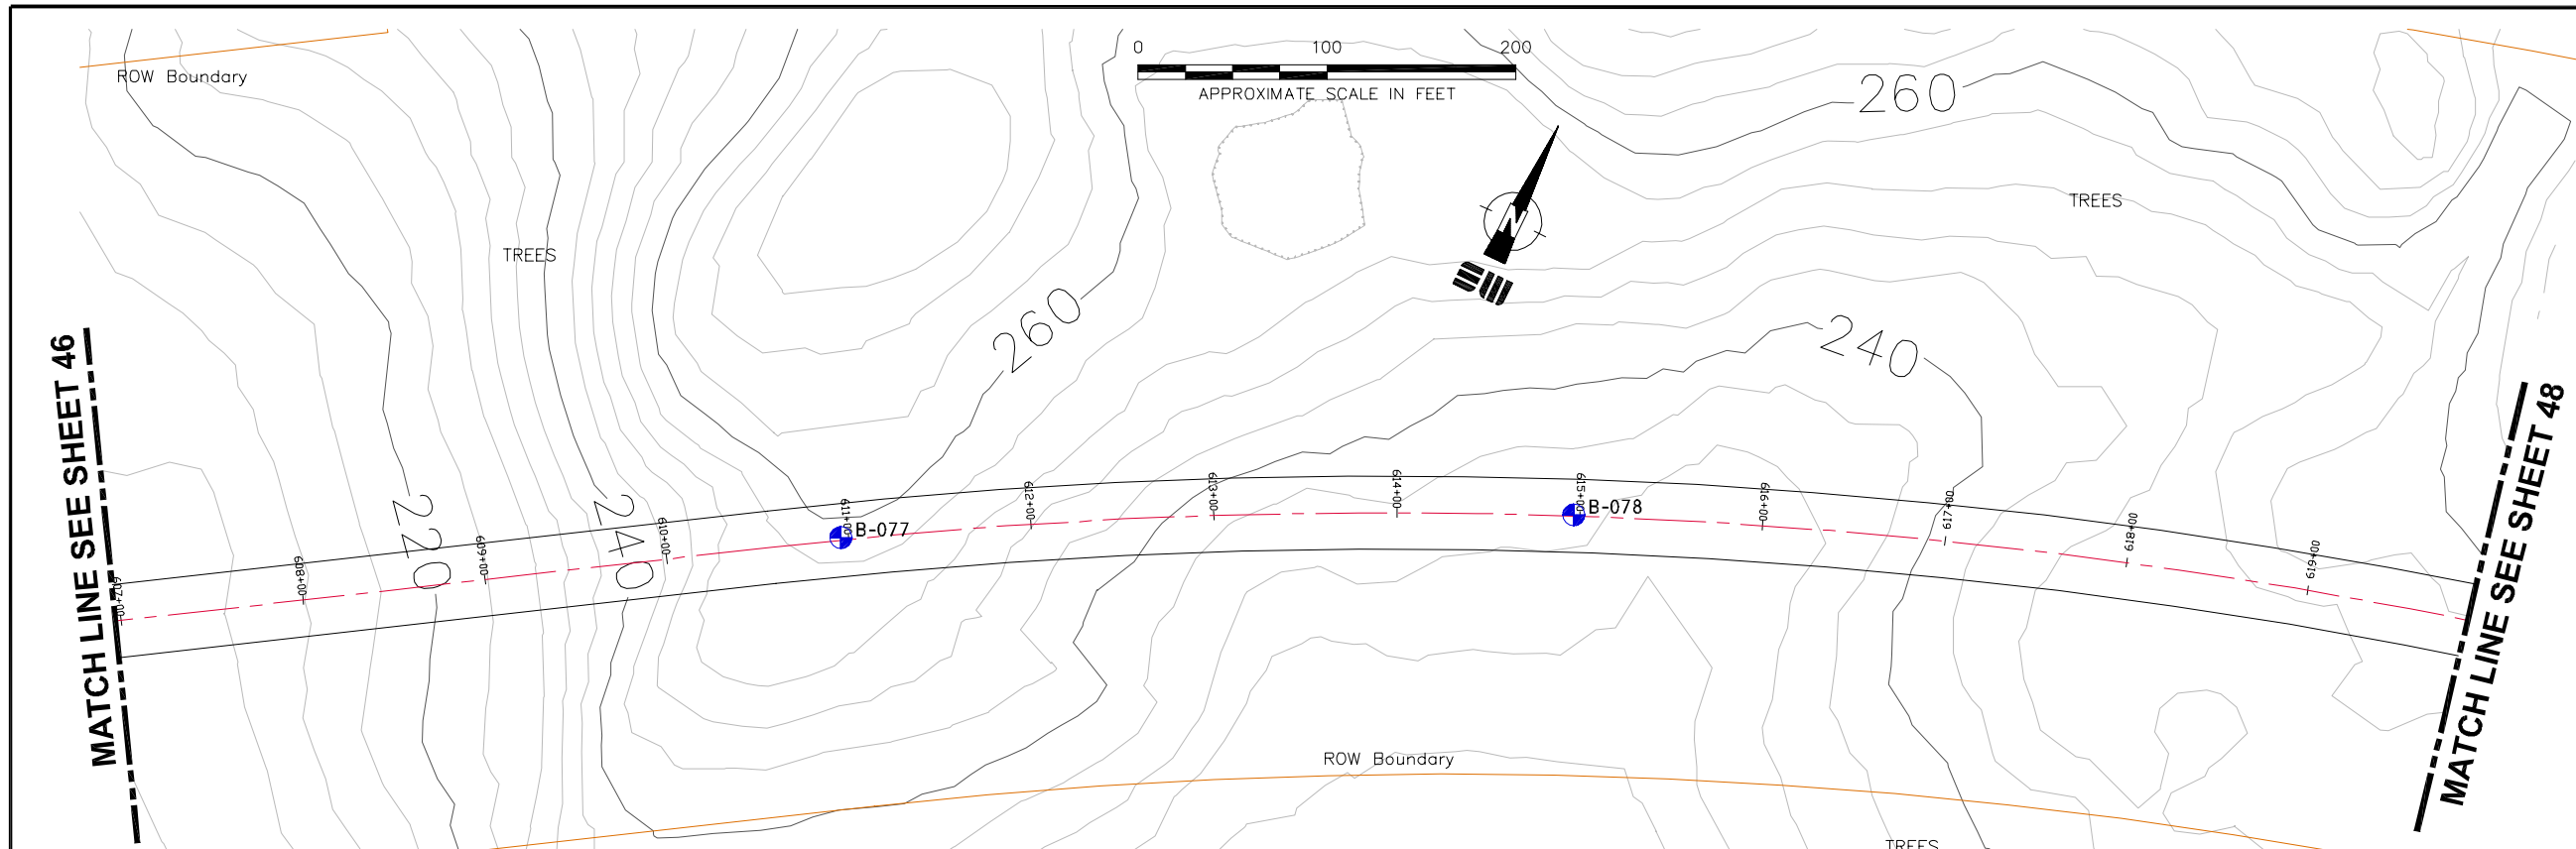 0 100 200
APPROXIMATE SCALE IN FEET
ROW Boundary
260
TREES
TREES
260
240
MATCH LINE SEE SHEET 46
MATCH LINE SEE SHEET 48
220
240
607+00
608+00
609+00
610+00
611+00
612+00
613+00
614+00
615+00
616+00
617+00
618+00
619+00
B-077
B-078
ROW Boundary
TREES